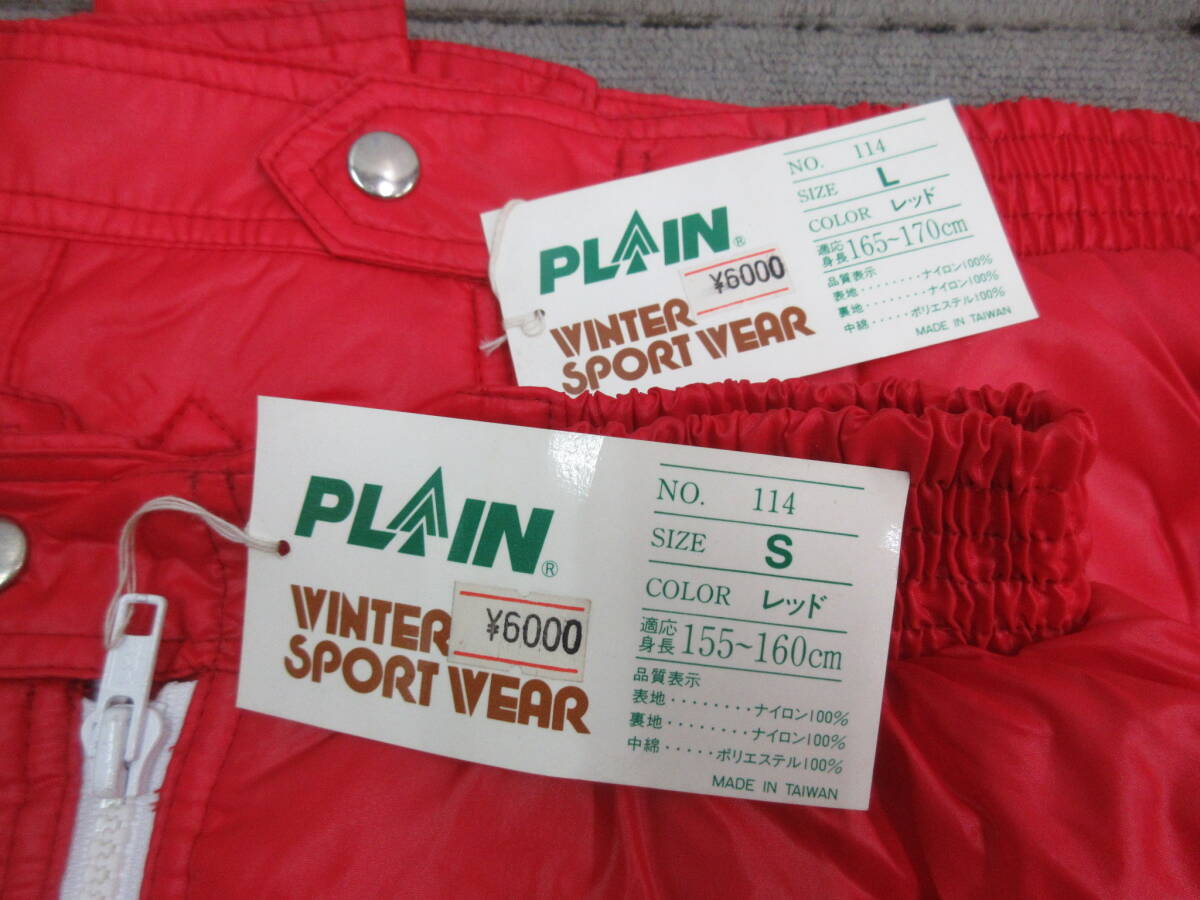 PLAIN®
¥6000
WINTER
SPORT WEAR
NO. 114
SIZE L
COLOR レッド
適応
身長 165~170cm
品質表示
表地........ナイロン100%
裏地........ナイロン100%
中綿.....ポリエステル100%
MADE IN TAIWAN
PLAIN®
¥6000
WINTER
SPORT WEAR
NO. 114
SIZE S
COLOR レッド
適応
身長 155~160cm
品質表示
表地........ナイロン100%
裏地.......ナイロン100%
中綿.....ポリエステル100%
MADE IN TAIWAN